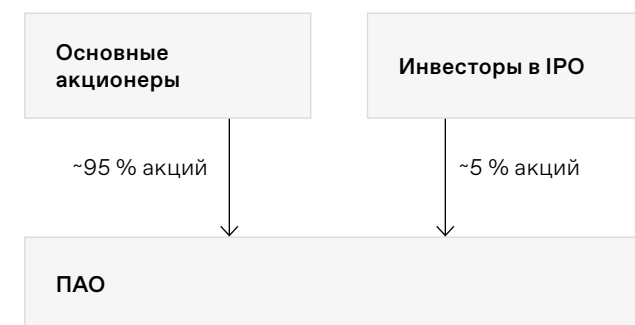 Основные
акционеры
Инвесторы в IPO
~95 % акций
~5 % акций
ПАО